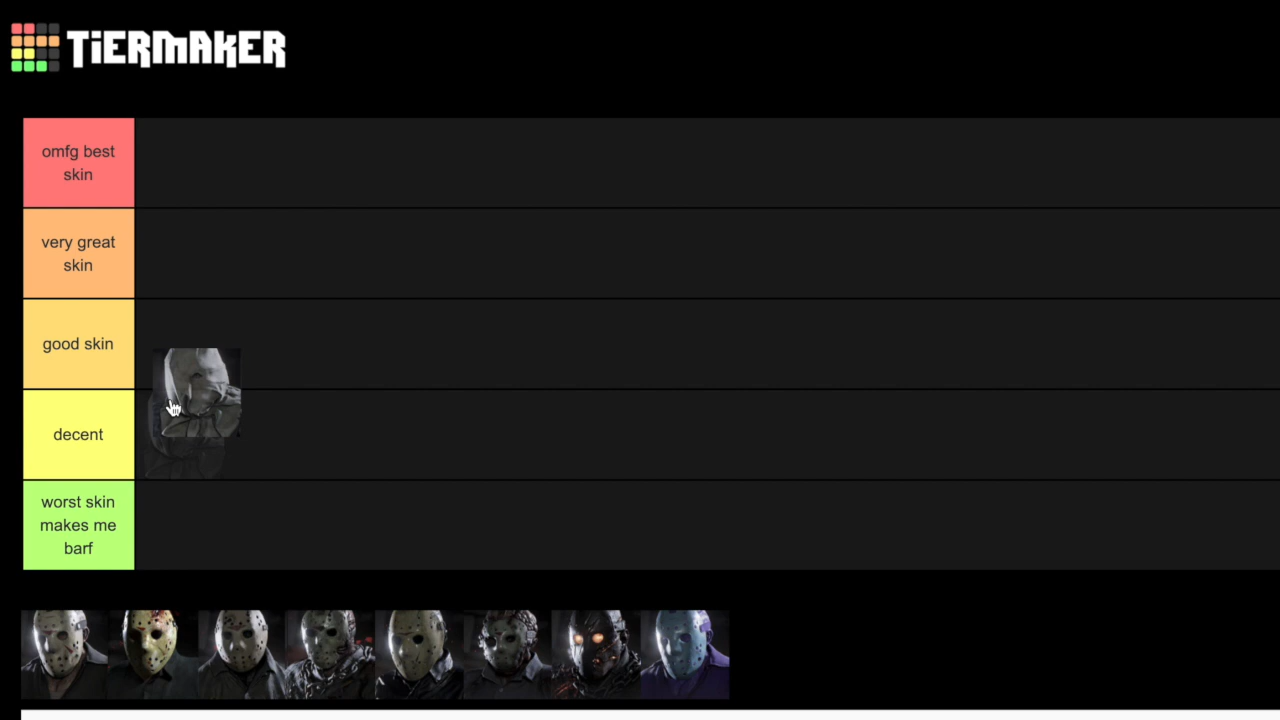 TiERMAKER
omfg best
skin
very great
skin
good skin
decent
worst skin
makes me
barf